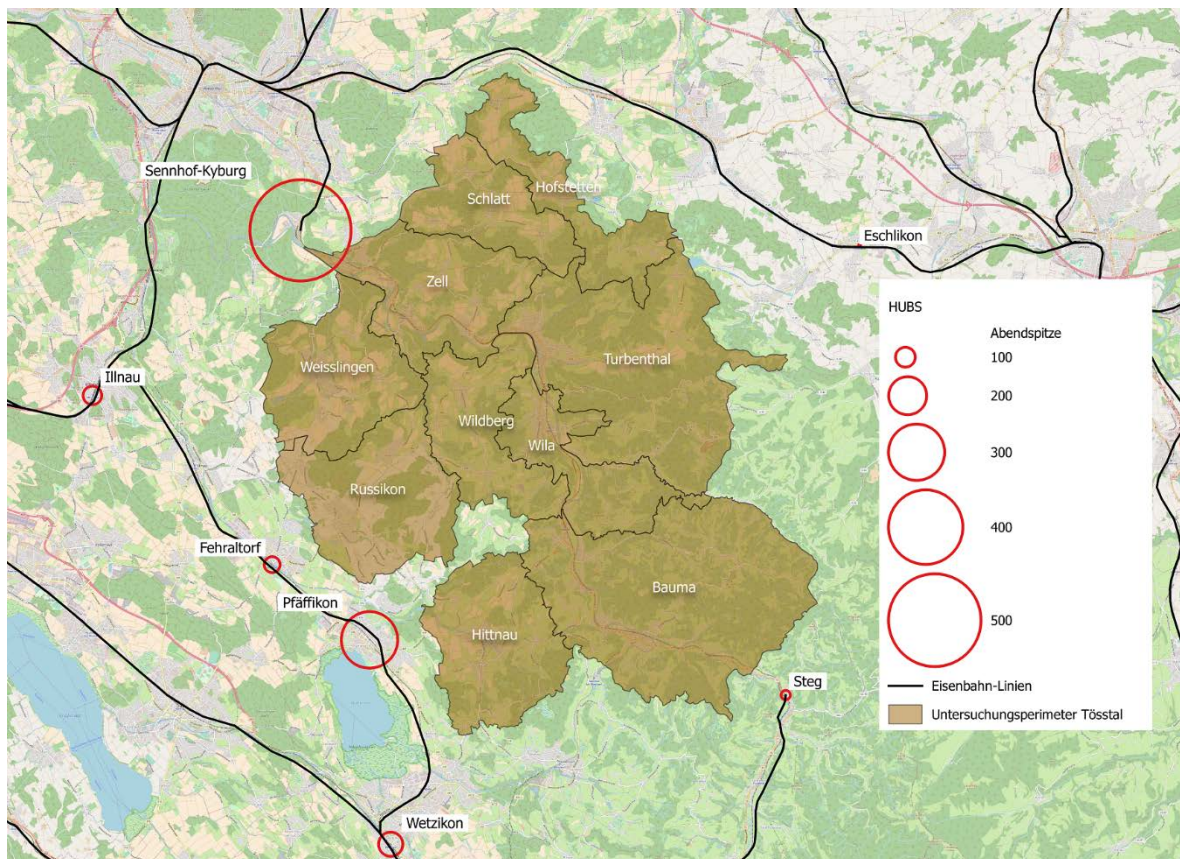 Sennhof-Kyburg
Schlatt
Hofstetten
Eschlikon
Zell
Illnau
Weisslingen
Turbenthal
Wildberg
Wila
Russikon
Fehraltorf
Pfäffikon
Bauma
Hittnau
Steg
Wetzikon
HUBS
Abendspitze
100
200
300
400
500
Eisenbahn-Linien
Untersuchungsperimeter Tösstal